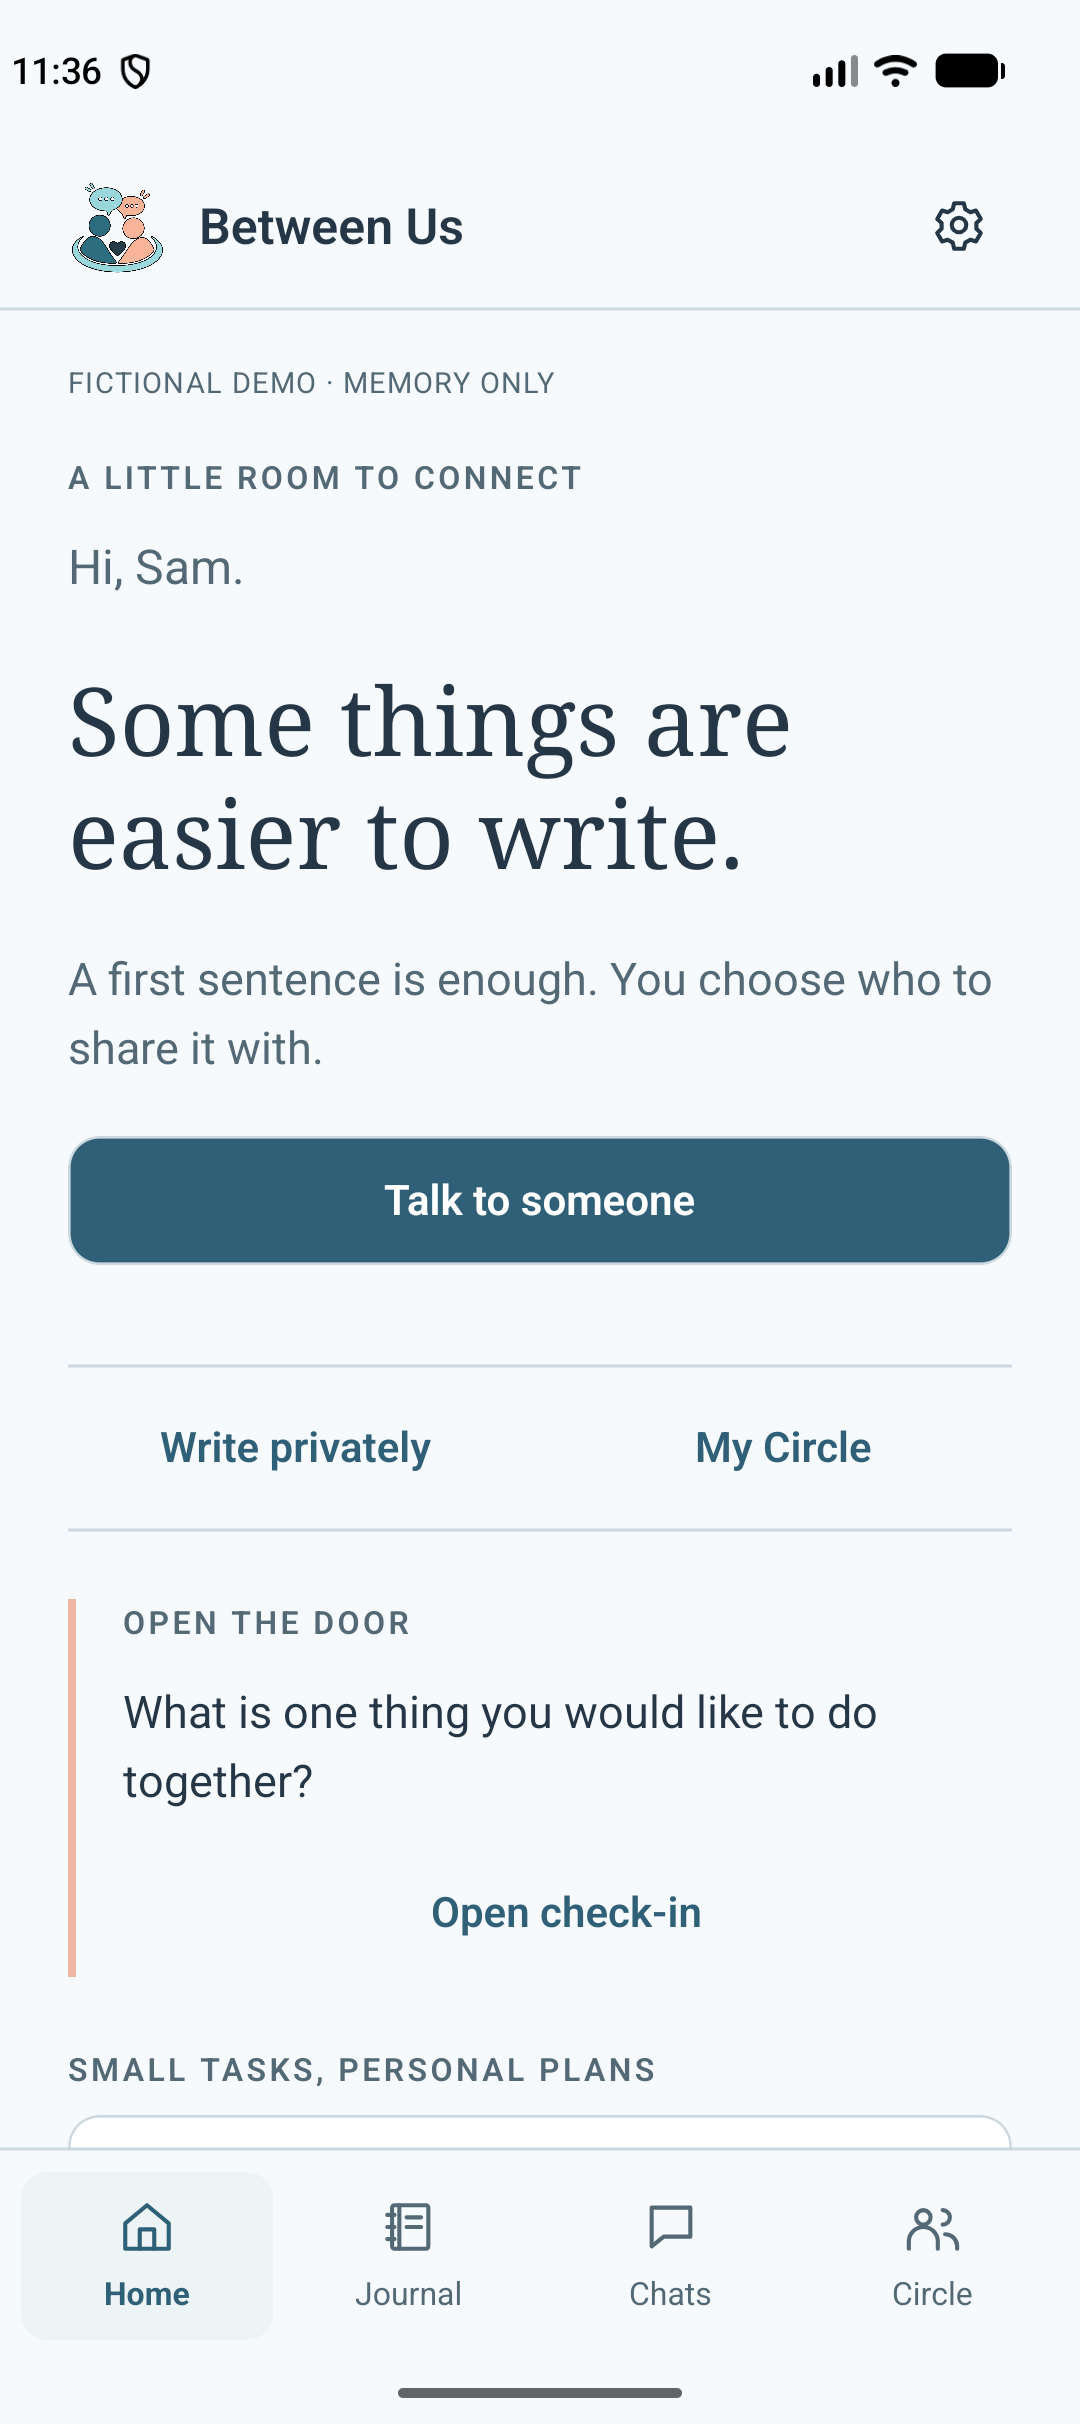 11:36
Between Us
FICTIONAL DEMO · MEMORY ONLY
A LITTLE ROOM TO CONNECT
Hi, Sam.
Some things are
easier to write.
A first sentence is enough. You choose who to
share it with.
Talk to someone
Write privately
My Circle
OPEN THE DOOR
What is one thing you would like to do
together?
Open check-in
SMALL TASKS, PERSONAL PLANS
Home
Journal
Chats
Circle